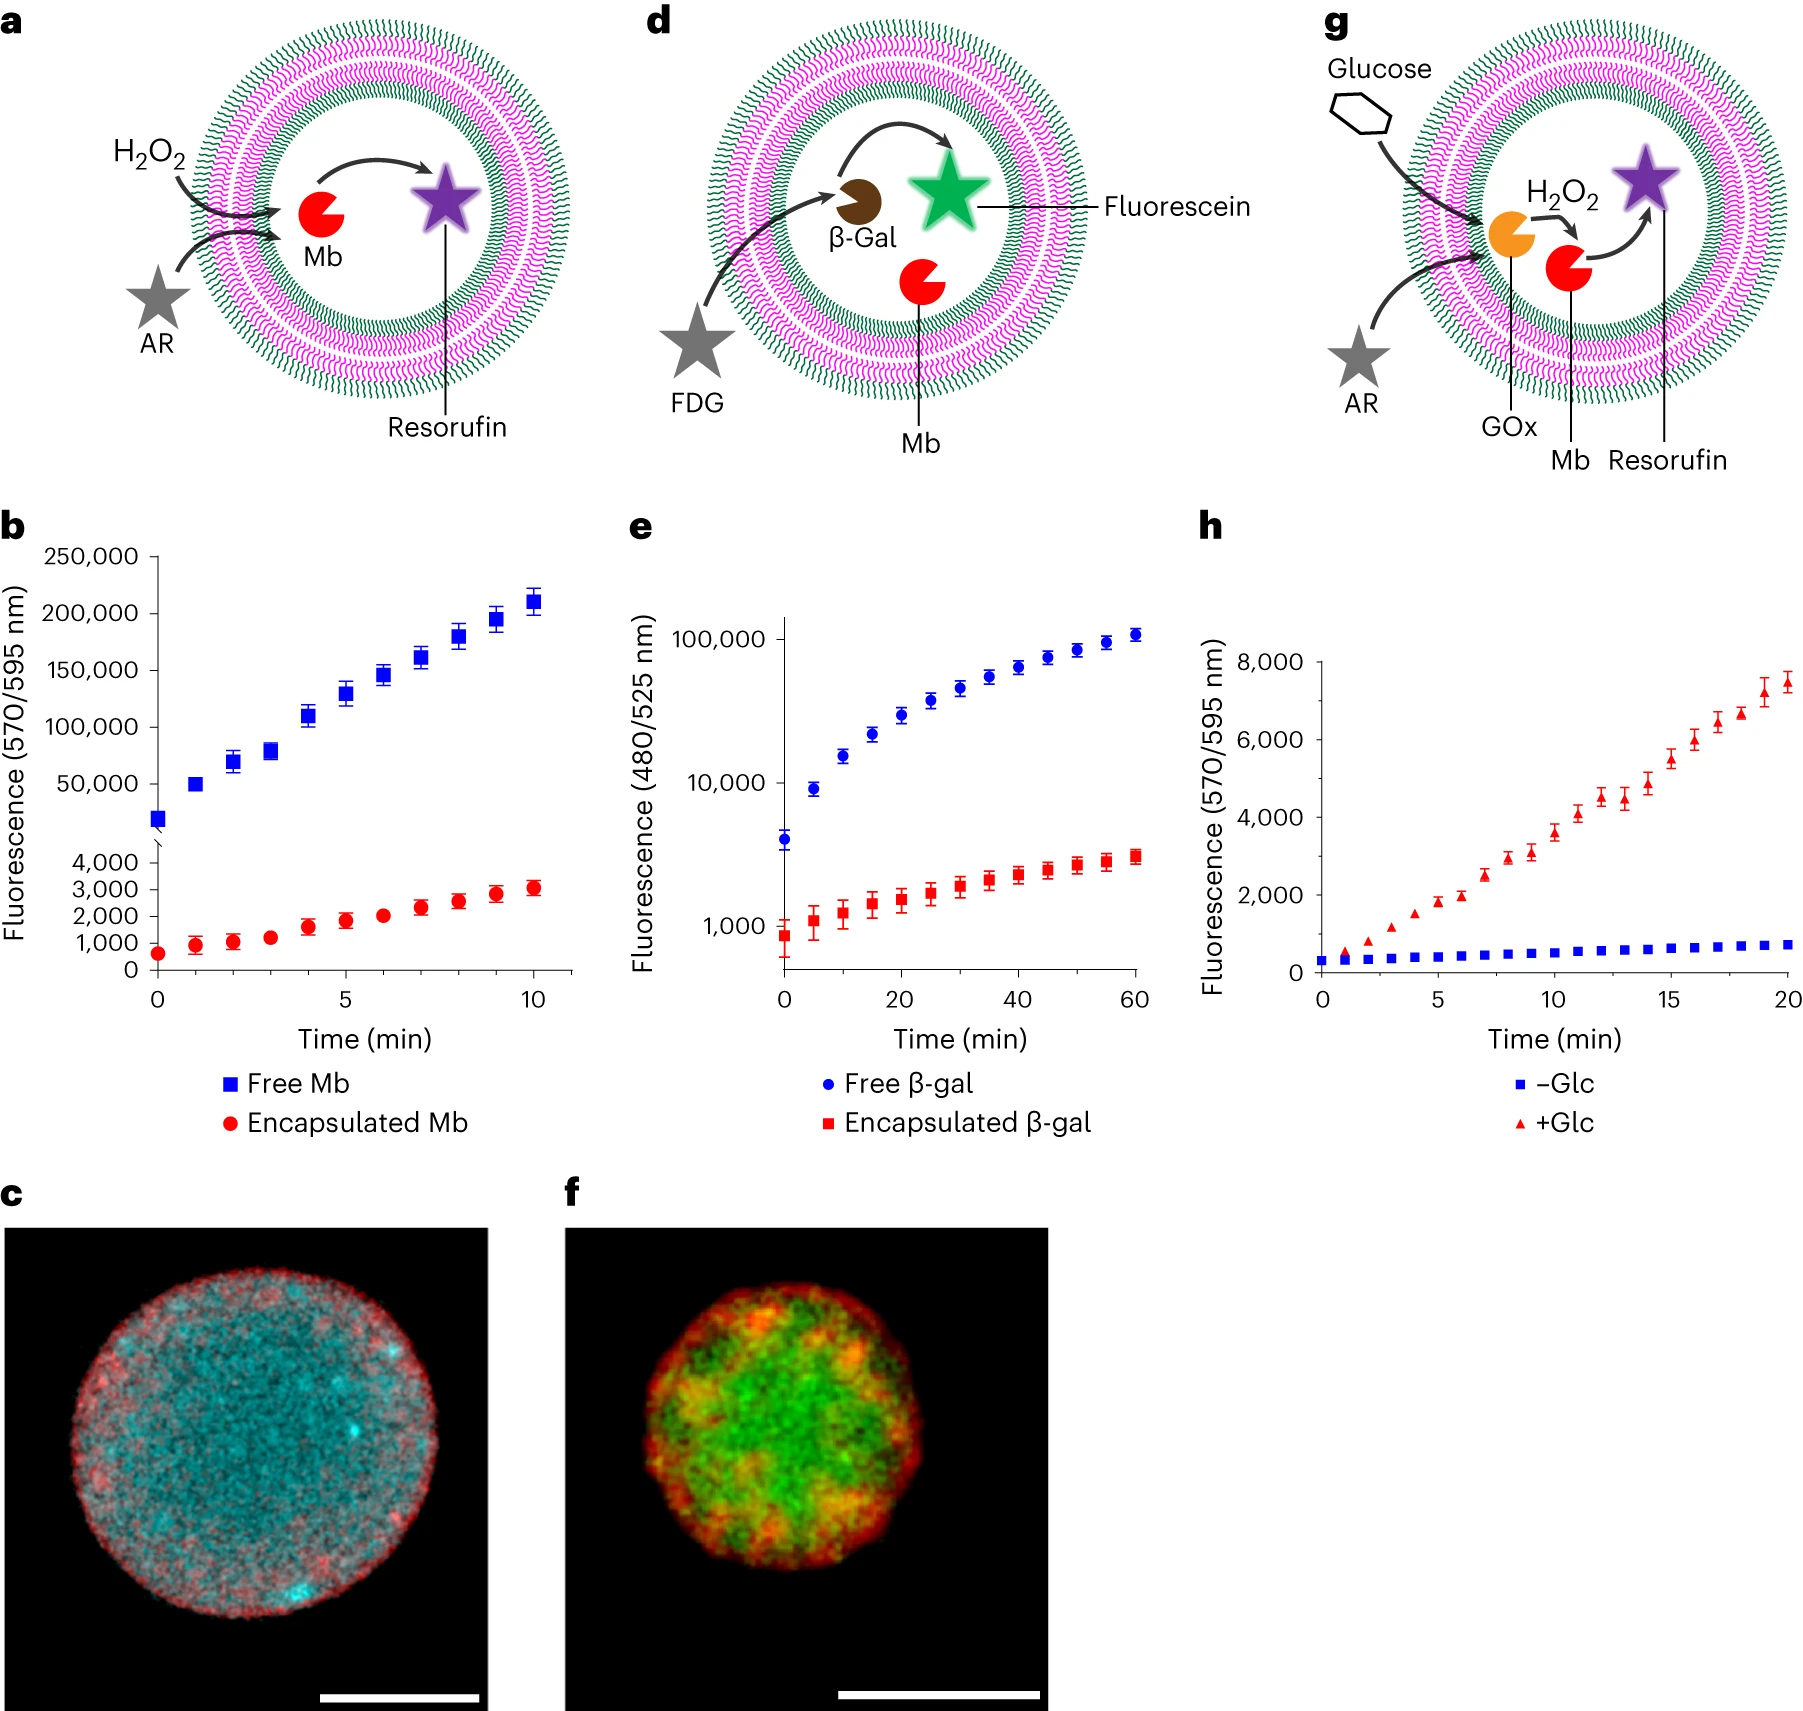 a
H₂O₂
Mb
AR
Resorufin
d
β-Gal
Fluorescein
FDG
Mb
g
Glucose
H₂O₂
AR
GOx
Mb Resorufin
b
Fluorescence (570/595 nm)
250,000
200,000
150,000
100,000
50,000
4,000
3,000
2,000
1,000
0
0 5 10
Time (min)
Free Mb
Encapsulated Mb
e
Fluorescence (480/525 nm)
100,000
10,000
1,000
0 20 40 60
Time (min)
Free β-gal
Encapsulated β-gal
h
Fluorescence (570/595 nm)
8,000
6,000
4,000
2,000
0
0 5 10 15 20
Time (min)
–Glc
+Glc
c
f